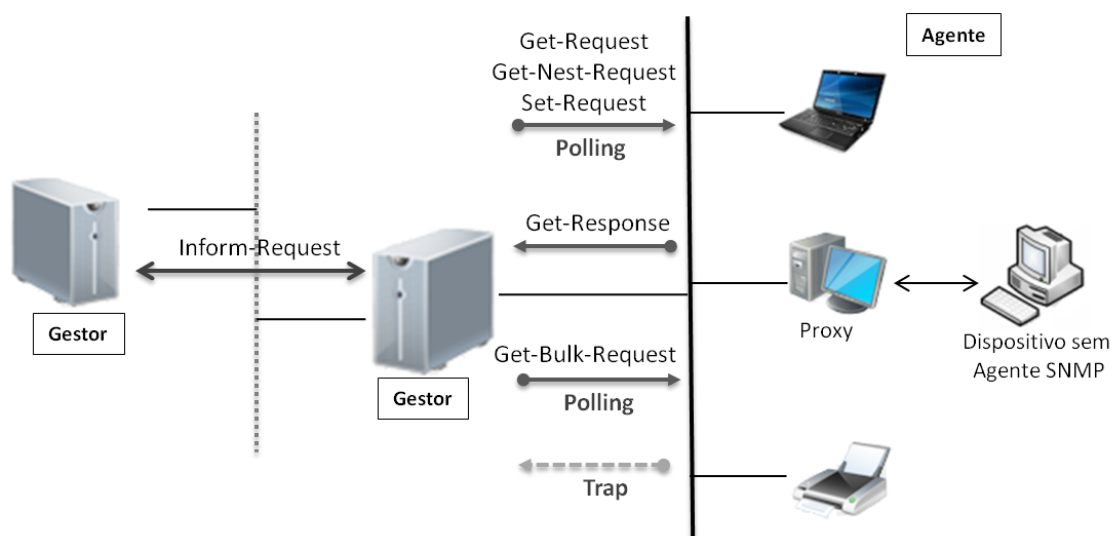 Get-Request
Get-Nest-Request
Set-Request
Polling
Agente
Get-Response
Inform-Request
Gestor
Proxy
Dispositivo sem
Agente SNMP
Get-Bulk-Request
Polling
Gestor
Trap